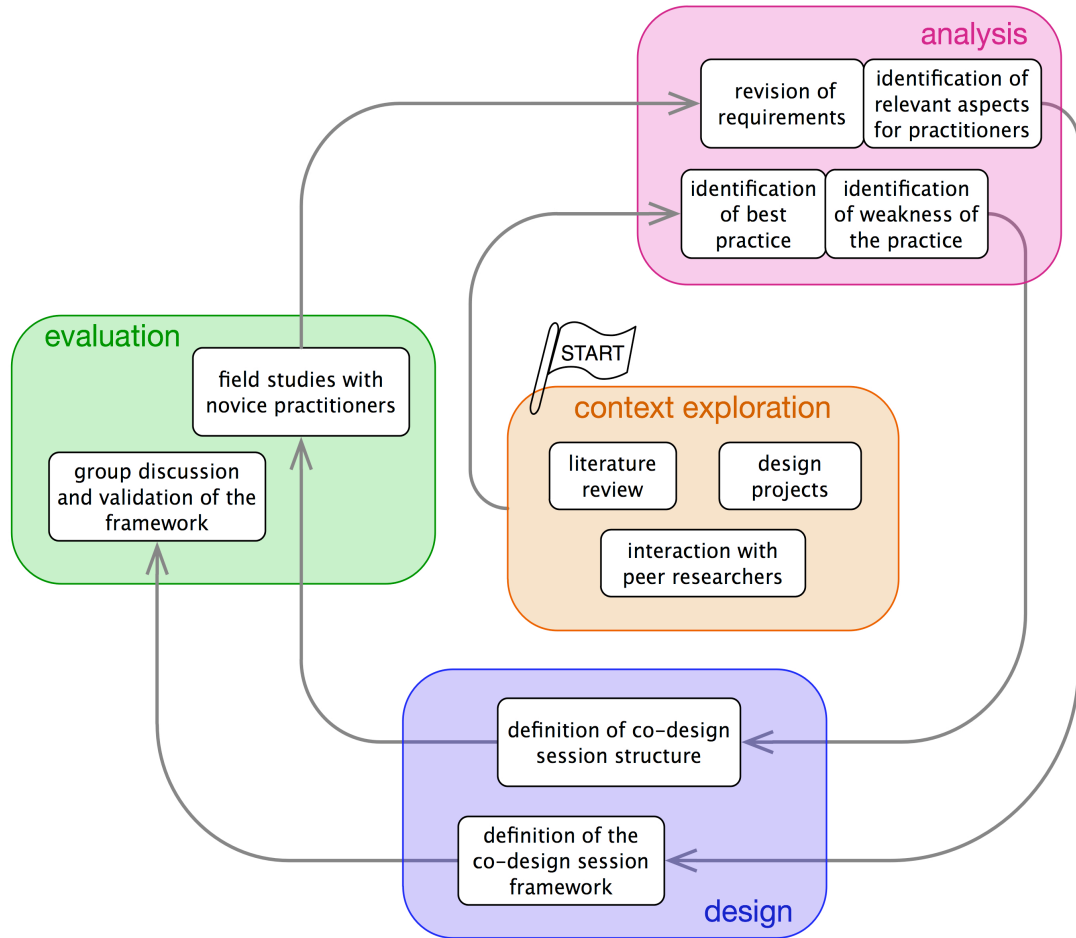 analysis
revision of
requirements
identification of
relevant aspects
for practitioners
identification
of best
practice
identification
of weakness of
the practice
evaluation
field studies with
novice practitioners
group discussion
and validation of the
framework
START
context exploration
literature
review
design
projects
interaction with
peer researchers
definition of co-design
session structure
definition of the
co-design session
framework
design